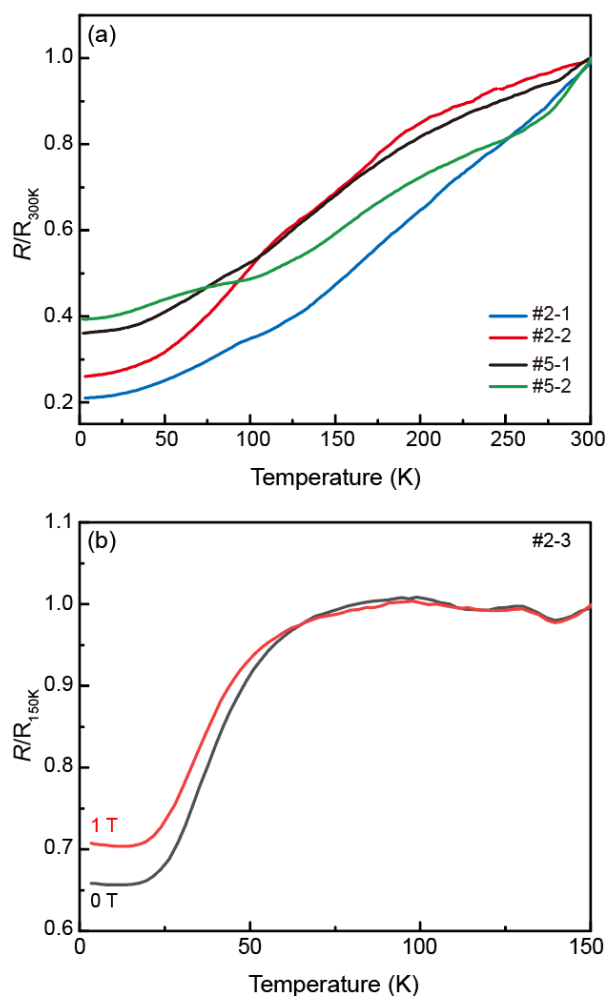 (a)
1.0
0.8
0.6
0.4
0.2
R/R300K
#2-1
#2-2
#5-1
#5-2
0 50 100 150 200 250 300
Temperature (K)
(b)
#2-3
1.1
1.0
0.9
0.8
0.7
0.6
R/R150K
1 T
0 T
0 50 100 150
Temperature (K)